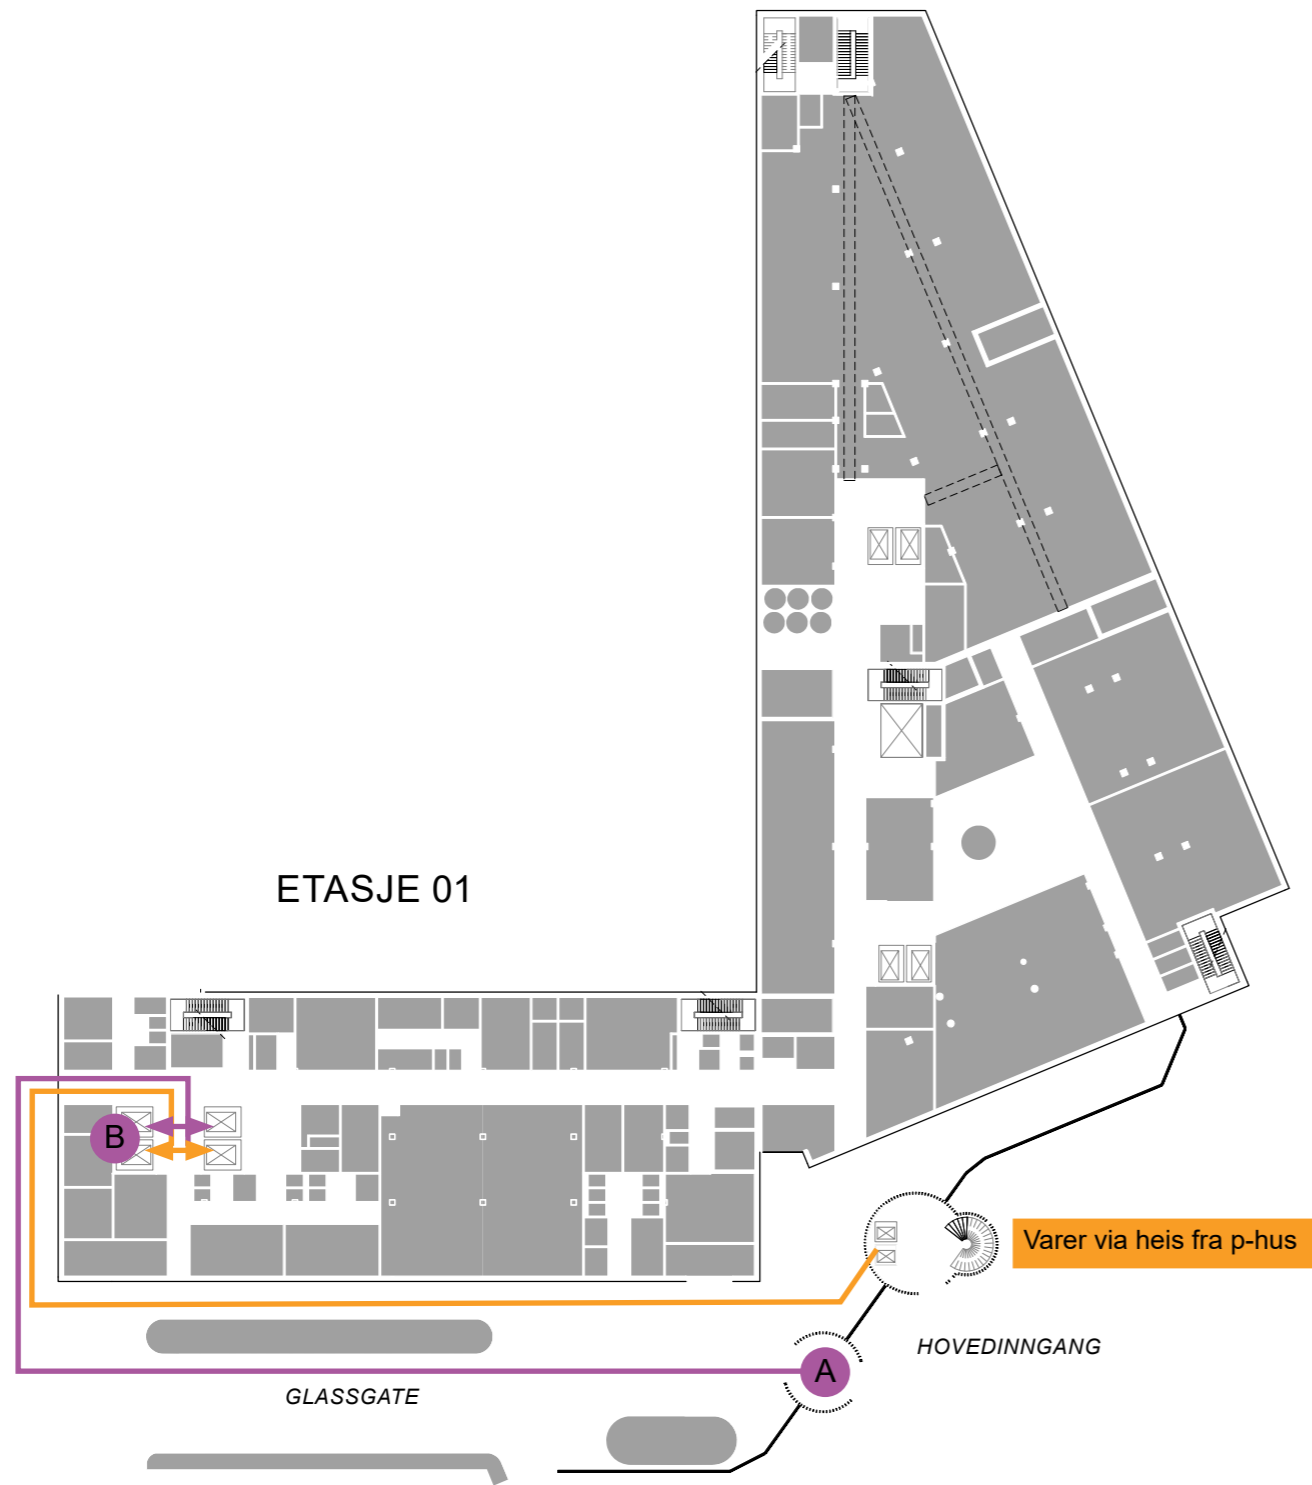 ETASJE 01
B
Varer via heis fra p-hus
HOVEDINNGANG
A
GLASSGATE